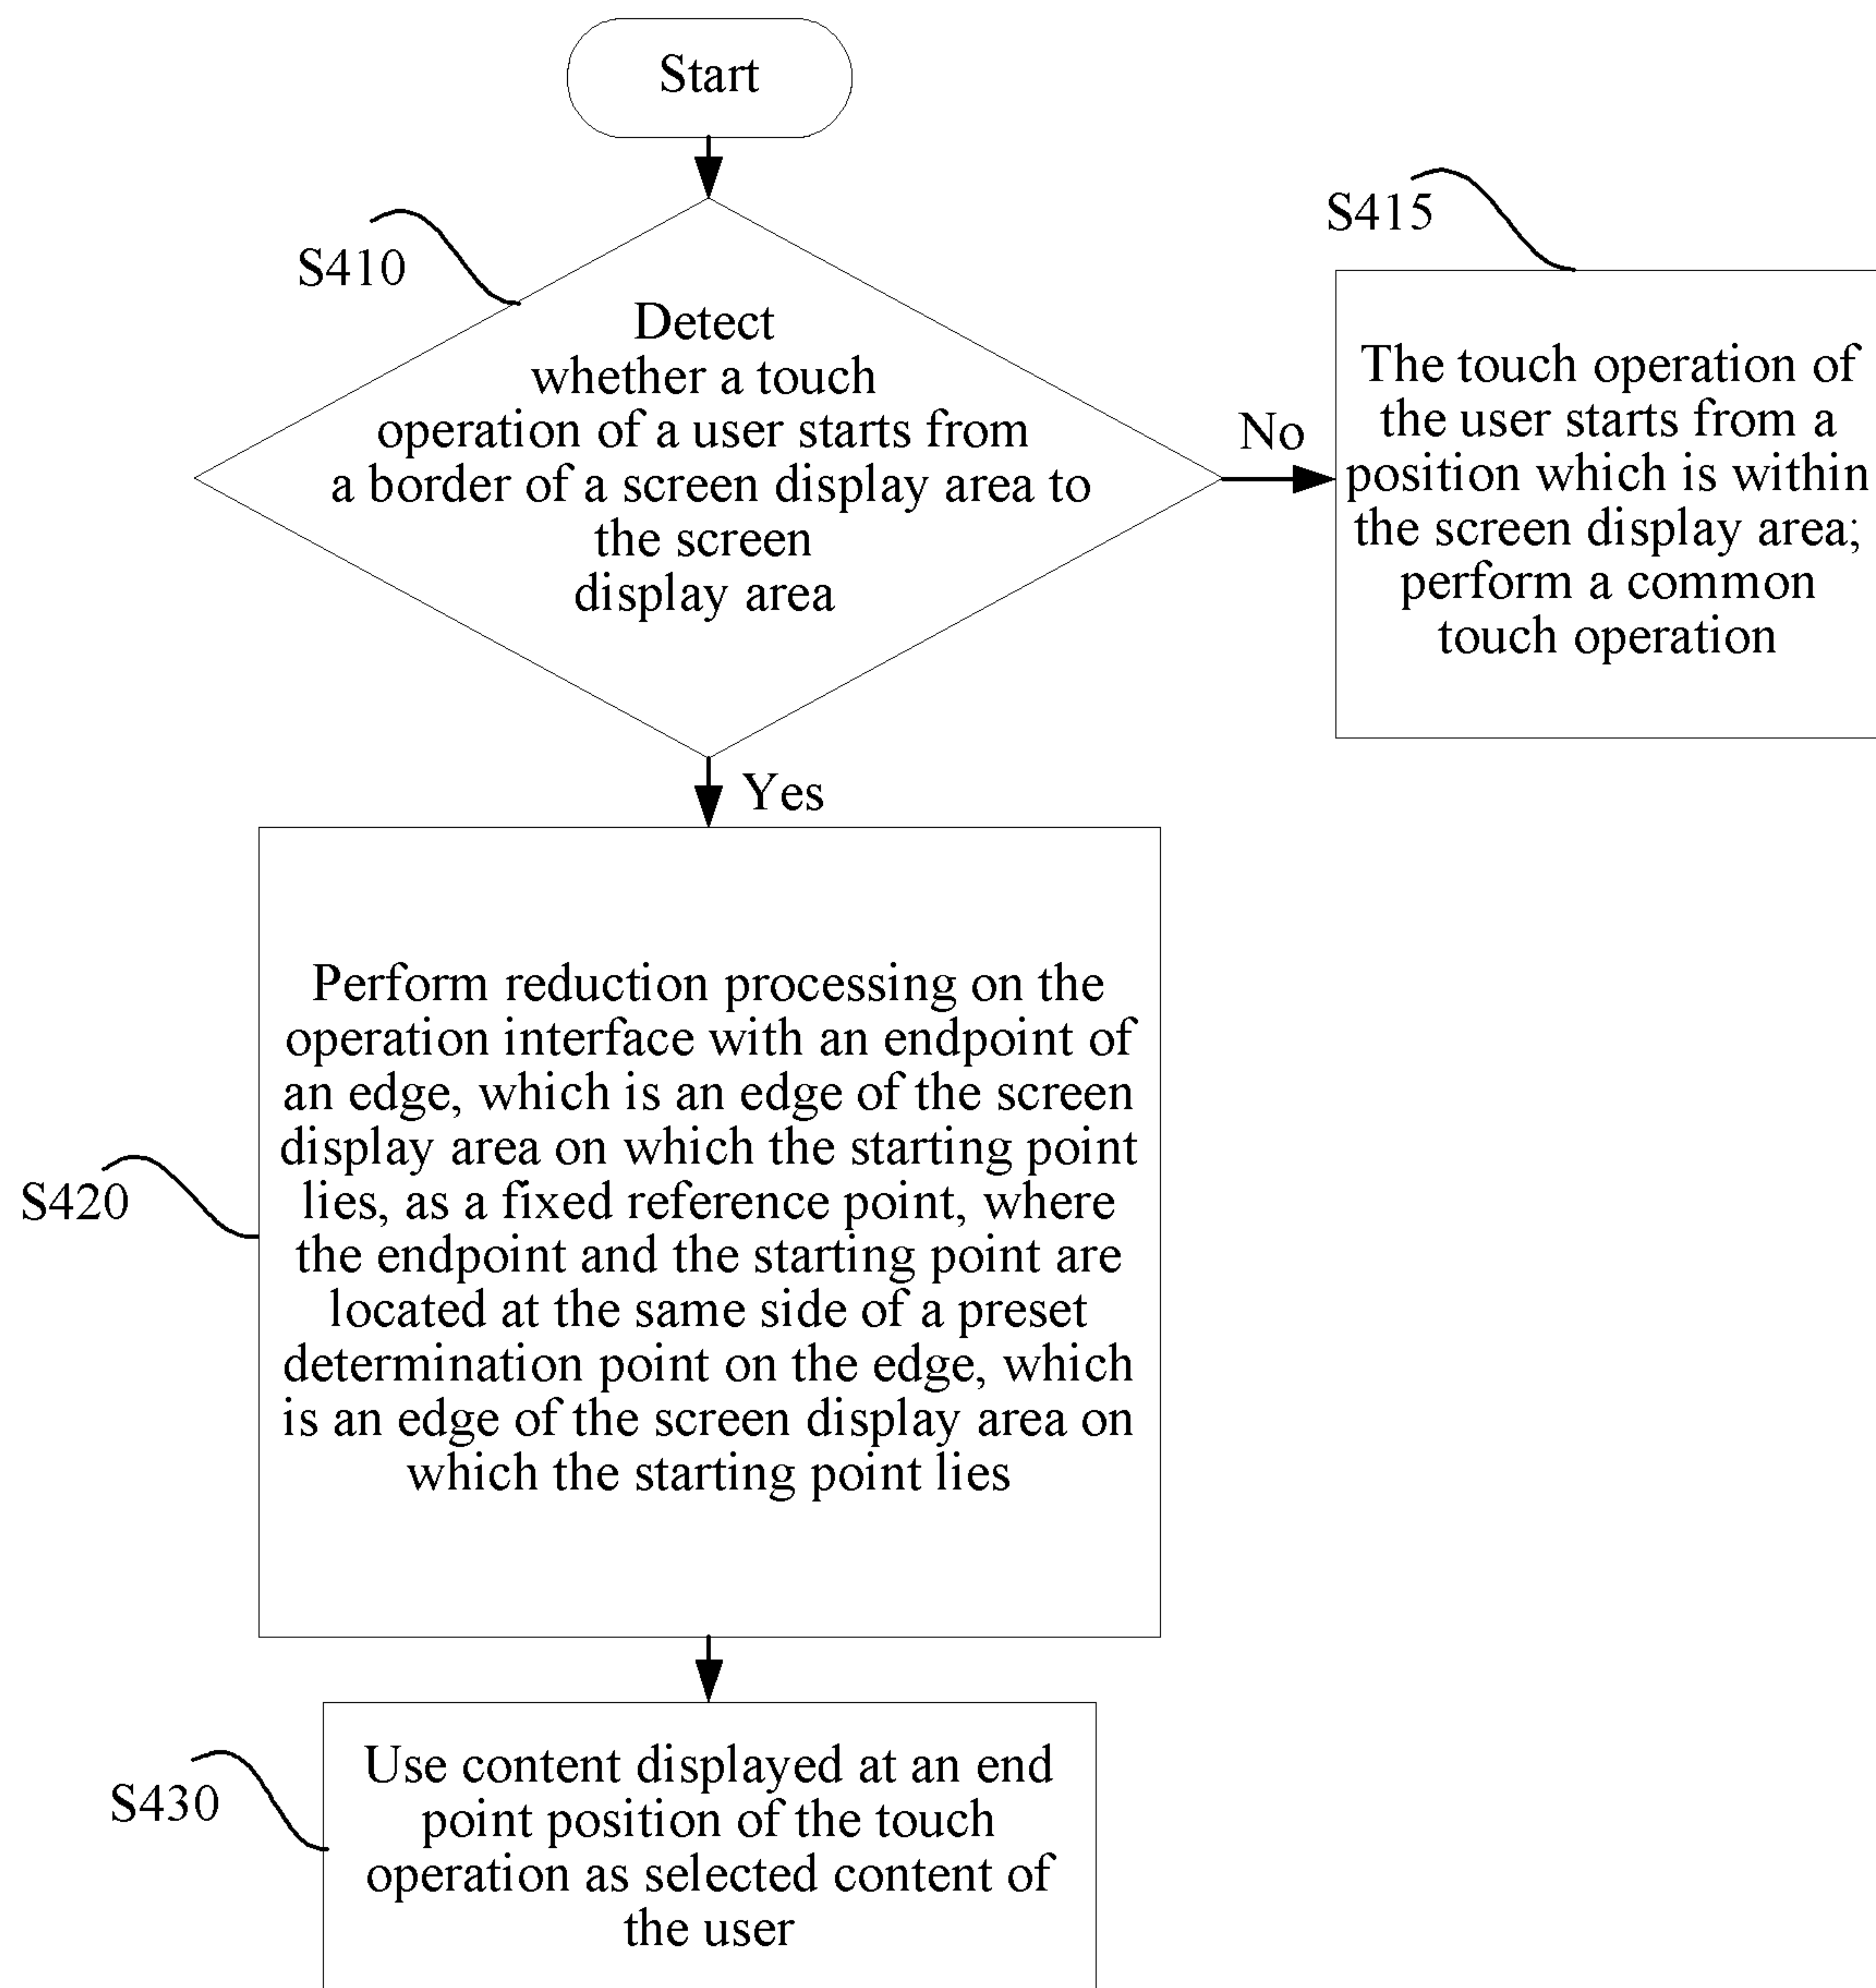 Start
S410
Detect
whether a touch
operation of a user starts from
a border of a screen display area to
the screen
display area
No
S415
The touch operation of
the user starts from a
position which is within
the screen display area;
perform a common
touch operation
Yes
S420
Perform reduction processing on the
operation interface with an endpoint of
an edge, which is an edge of the screen
display area on which the starting point
lies, as a fixed reference point, where
the endpoint and the starting point are
located at the same side of a preset
determination point on the edge, which
is an edge of the screen display area on
which the starting point lies
S430
Use content displayed at an end
point position of the touch
operation as selected content of
the user